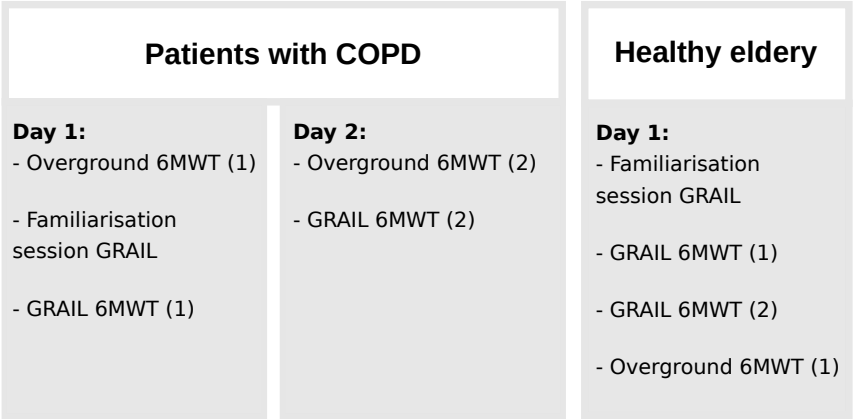 Patients with COPD
Day 1:
- Overground 6MWT (1)
- Familiarisation
session GRAIL
- GRAIL 6MWT (1)
Day 2:
- Overground 6MWT (2)
- GRAIL 6MWT (2)
Healthy eldery
Day 1:
- Familiarisation
session GRAIL
- GRAIL 6MWT (1)
- GRAIL 6MWT (2)
- Overground 6MWT (1)